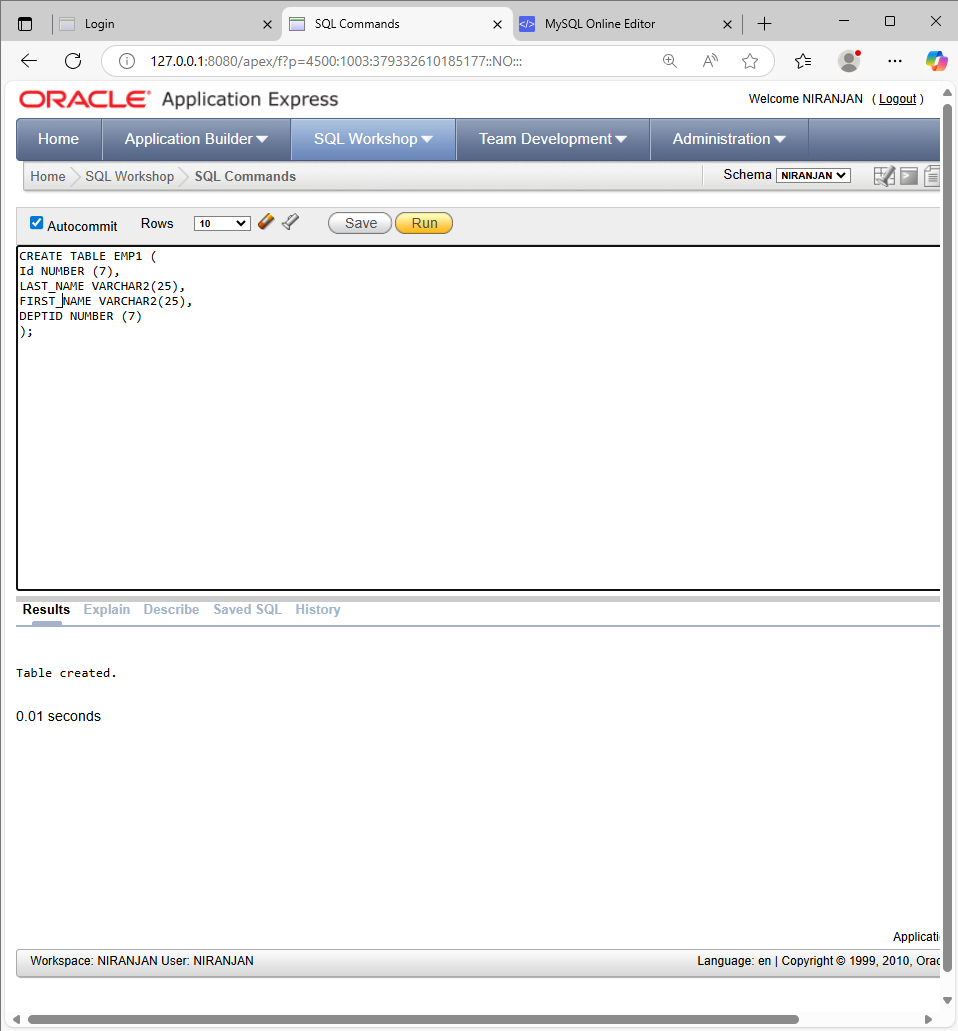 Login
SQL Commands
MySQL Online Editor
127.0.0.1:8080/apex/f?p=4500:1003:379332610185177::NO:::
ORACLE Application Express
Welcome NIRANJAN ( Logout )
Home Application Builder SQL Workshop Team Development Administration
Home SQL Workshop SQL Commands
Schema NIRANJAN
Autocommit Rows 10 Save Run
CREATE TABLE EMP1 (
Id NUMBER (7),
LAST_NAME VARCHAR2(25),
FIRST_NAME VARCHAR2(25),
DEPTID NUMBER (7)
);
Results Explain Describe Saved SQL History
Table created.
0.01 seconds
Applicati
Workspace: NIRANJAN User: NIRANJAN
Language: en | Copyright © 1999, 2010, Orac